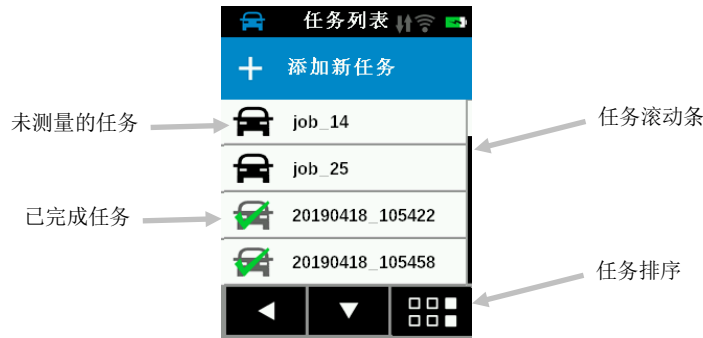 任务列表
添加新任务
未测量的任务
job_14
任务滚动条
job_25
已完成任务
20190418_105422
20190418_105458
任务排序